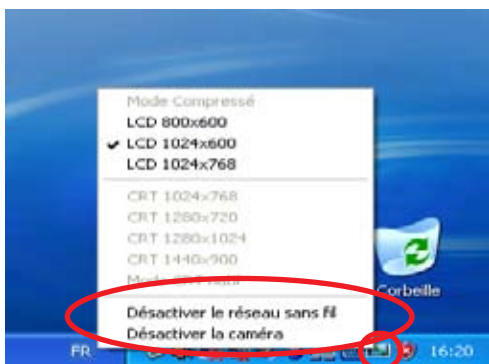 Mode Compressé
LCD 800x600
LCD 1024x600
LCD 1024x768
CRT 1024x768
CRT 1280x720
CRT 1280x1024
CRT 1440x900
Mode
Corbeille
Désactiver le réseau sans fil
Désactiver la caméra
FR
16:20